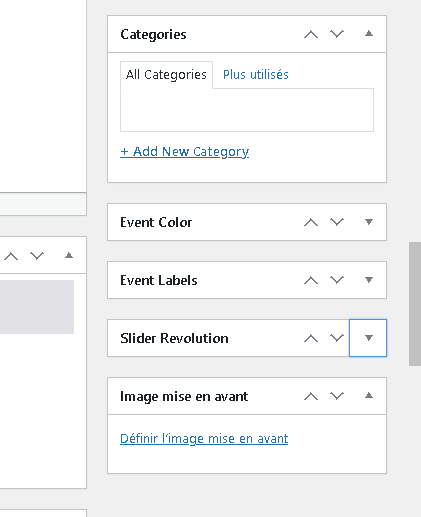 Categories
All Categories
Plus utilisés
+ Add New Category
Event Color
Event Labels
Slider Revolution
Image mise en avant
Définir l’image mise en avant